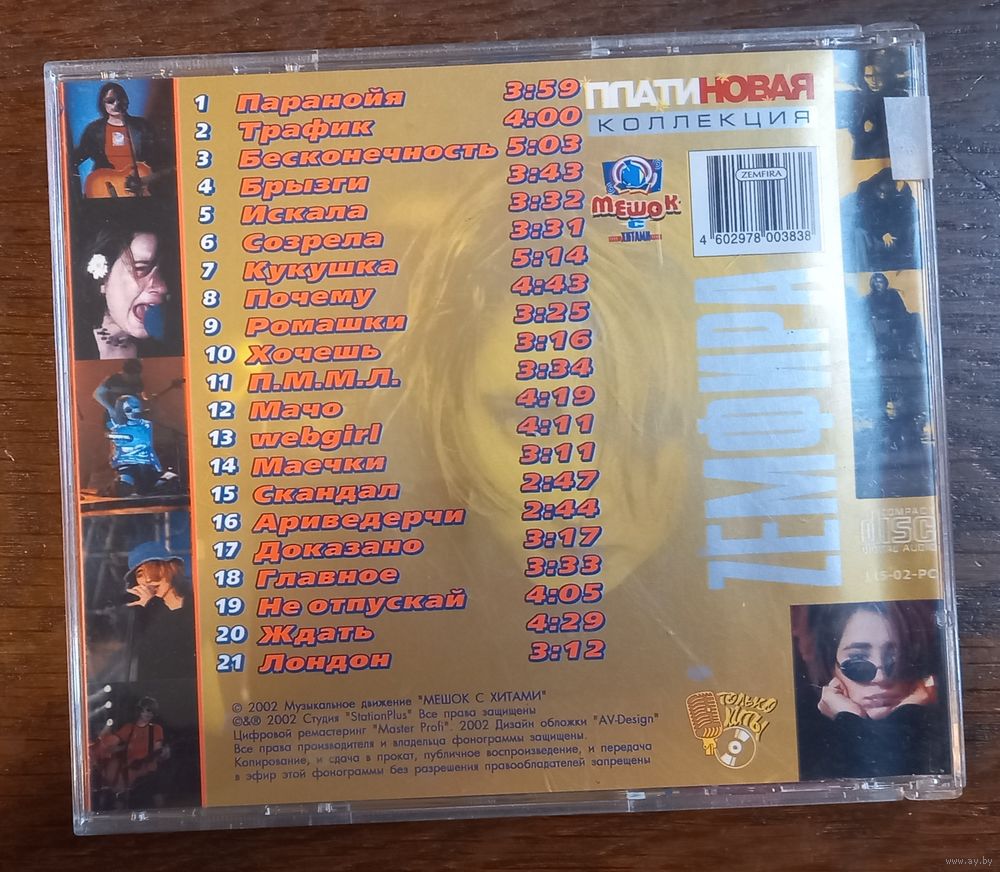 1 Паранойя 3:59
2 Трафик 4:00
3 Бесконечность 5:03
4 Брызги 3:43
5 Искала 3:32
6 Созрела 3:31
7 Кукушка 5:14
8 Почему 4:43
9 Ромашки 3:25
10 Хочешь 3:16
11 П.М.М.Л. 3:34
12 Мачо 4:19
13 webgirl 4:11
14 Маечки 3:11
15 Скандал 2:47
16 Ариведерчи 2:44
17 Доказано 3:17
18 Главное 3:33
19 Не отпускай 4:05
20 Ждать 4:29
21 Лондон 3:12
ПЛАТИНОВАЯ
КОЛЛЕКЦИЯ
МЕШОК
С
ХИТАМИ
ZEMFIRA
4 602978 003838
ZЕМФИРА
COMPACT
disc
DIGITAL AUDIO
-02-PC
© 2002 Музыкальное движение "МЕШОК С ХИТАМИ"
©&® 2002 Студия "StationPlus" Все права защищены
Цифровой ремастеринг "Master Profi". 2002 Дизайн обложки "AV-Design"
Все права производителя и владельца фонограммы защищены.
Копирование, и сдача в прокат, публичное воспроизведение, и передача
в эфир этой фонограммы без разрешения правообладателей запрещены
ТОЛЬКО
МПЫ
www.ay.by